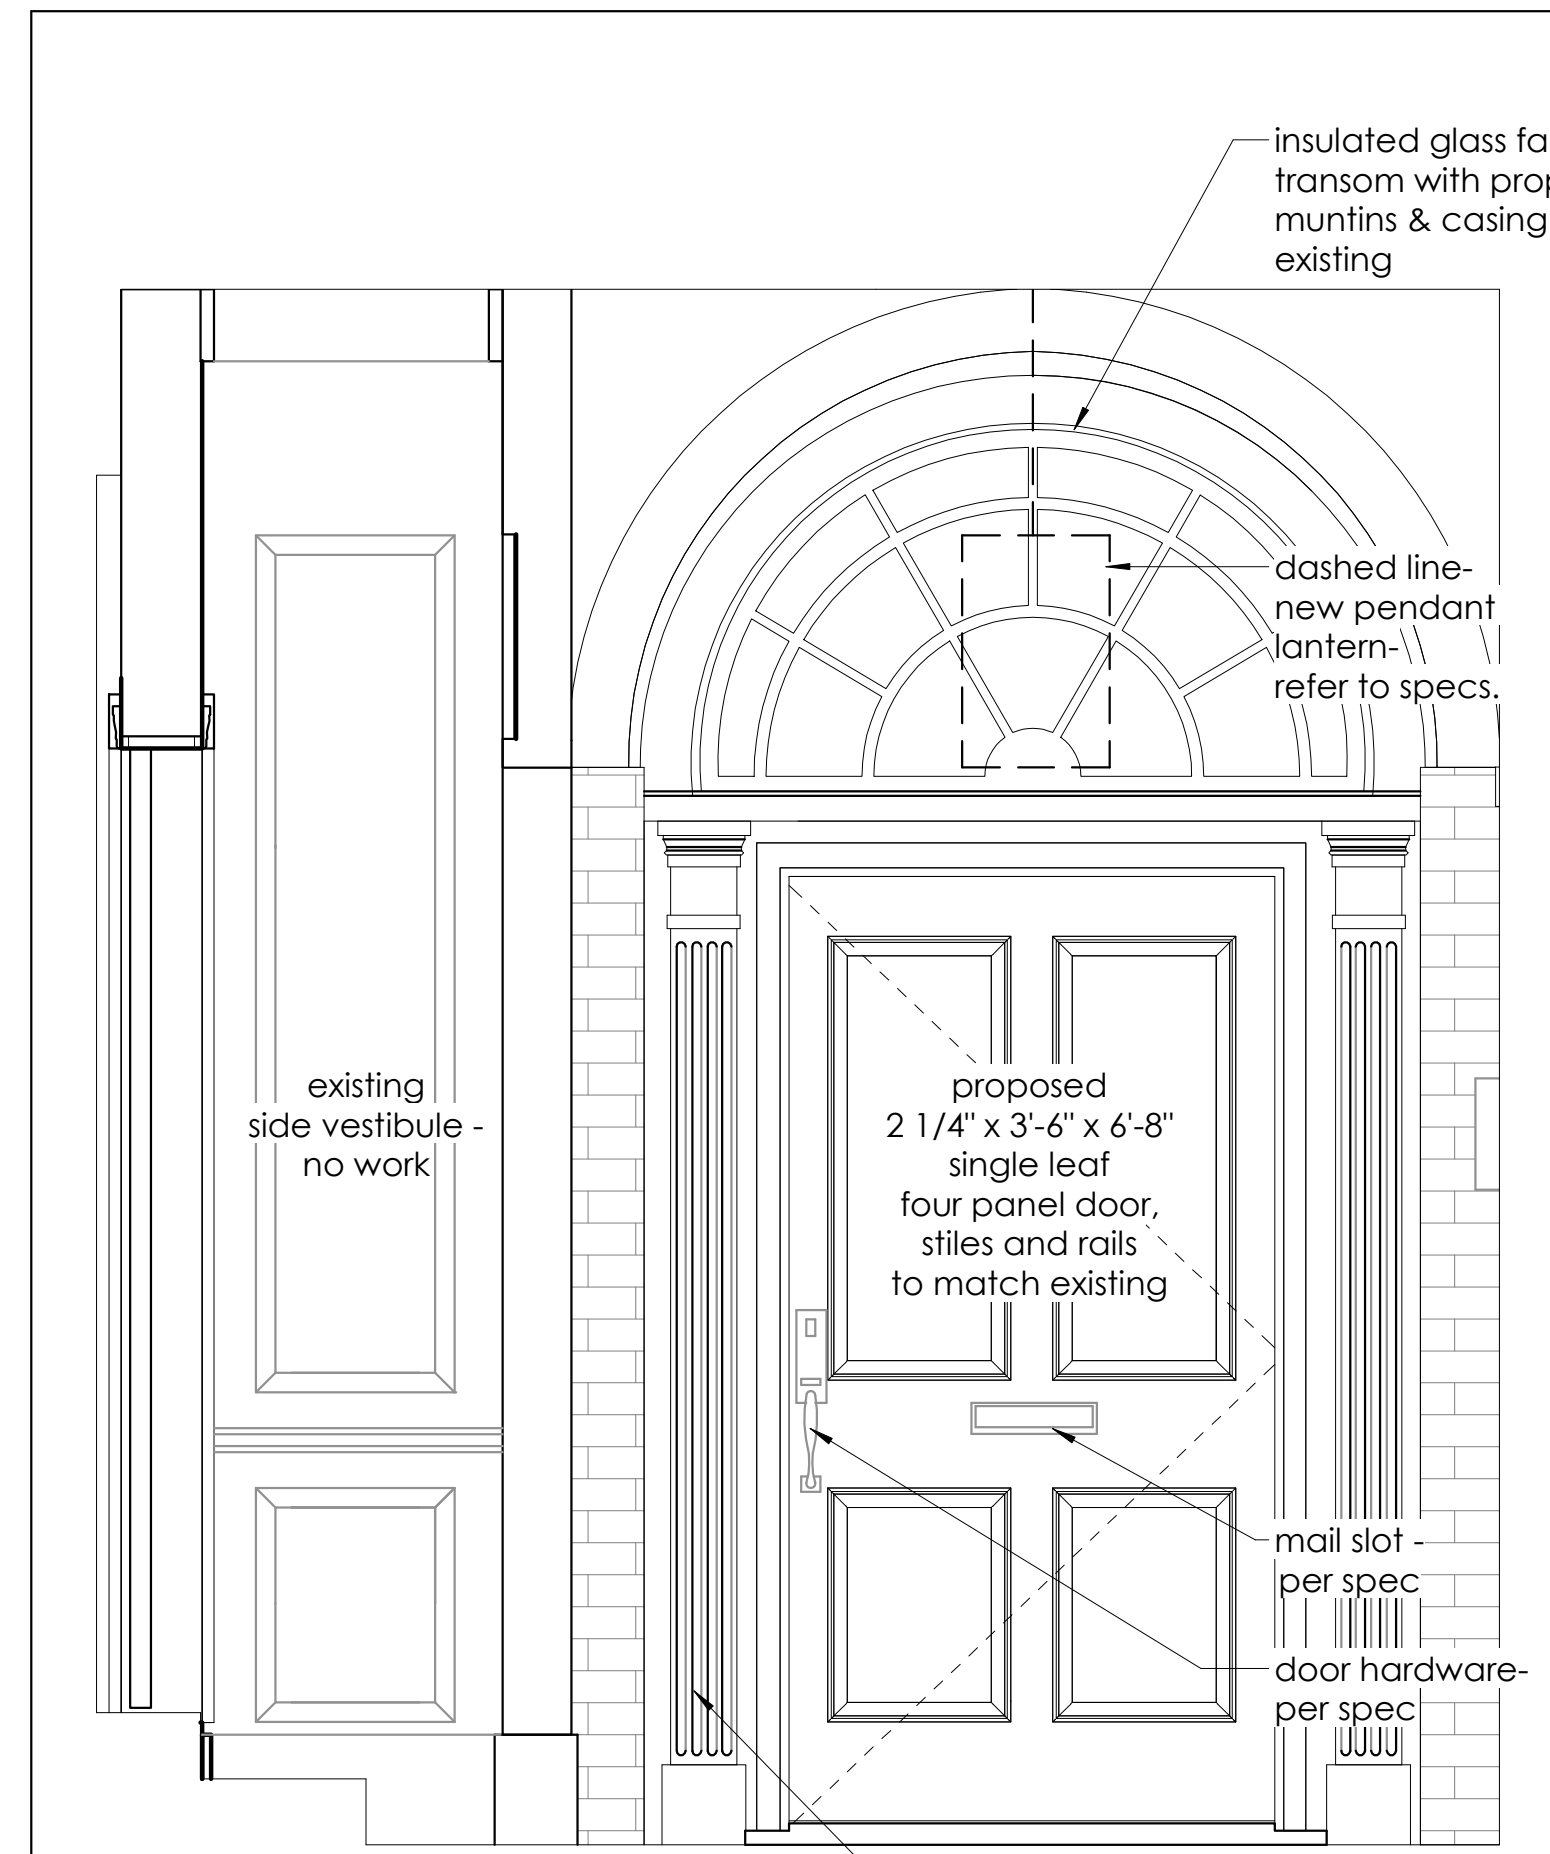 insulated glass
transom with
muntins & casing
existing
dashed line-
new pendant
lantern-
refer to specs.
existing
side vestibule -
no work
proposed
2 1/4" x 3'-6" x 6'-8"
single leaf
four panel door,
stiles and rails
to match existing
mail slot -
per spec
door hardware-
per spec